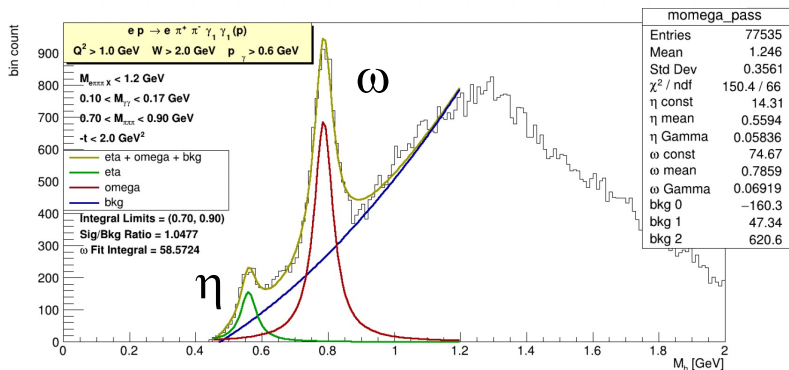 e p → e π⁺ π⁻ γ₁ γ₁ (p)
Q² > 1.0 GeV W > 2.0 GeV p γ > 0.6 GeV
M eπππ X < 1.2 GeV
0.10 < M γγ < 0.17 GeV
0.70 < M πππ < 0.90 GeV
-t < 2.0 GeV²
eta + omega + bkg
eta
omega
bkg
Integral Limits = (0.70, 0.90)
Sig/Bkg Ratio = 1.0477
ω Fit Integral = 58.5724
η
ω
momega_pass
Entries 77535
Mean 1.246
Std Dev 0.3561
χ² / ndf 150.4 / 66
η const 14.31
η mean 0.5594
η Gamma 0.05836
ω const 74.67
ω mean 0.7859
ω Gamma 0.06919
bkg 0 −160.3
bkg 1 47.34
bkg 2 620.6
bin count
900
800
700
600
500
400
300
200
100
0
0 0.2 0.4 0.6 0.8 1 1.2 1.4 1.6 1.8 2
M_h [GeV]